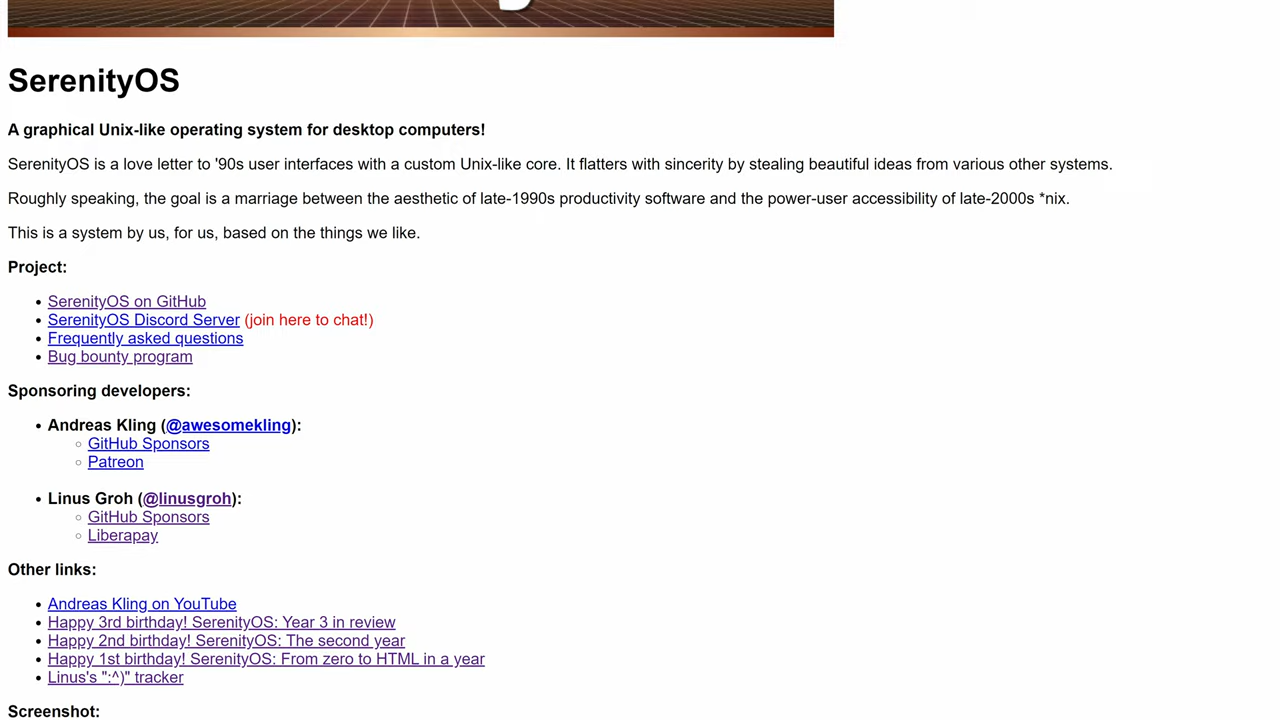 SerenityOS
A graphical Unix-like operating system for desktop computers!
SerenityOS is a love letter to '90s user interfaces with a custom Unix-like core. It flatters with sincerity by stealing beautiful ideas from various other systems.
Roughly speaking, the goal is a marriage between the aesthetic of late-1990s productivity software and the power-user accessibility of late-2000s *nix.
This is a system by us, for us, based on the things we like.
Project:
SerenityOS on GitHub
SerenityOS Discord Server (join here to chat!)
Frequently asked questions
Bug bounty program
Sponsoring developers:
Andreas Kling (@awesomekling):
GitHub Sponsors
Patreon
Linus Groh (@linusgroh):
GitHub Sponsors
Liberapay
Other links:
Andreas Kling on YouTube
Happy 3rd birthday! SerenityOS: Year 3 in review
Happy 2nd birthday! SerenityOS: The second year
Happy 1st birthday! SerenityOS: From zero to HTML in a year
Linus's ":^)" tracker
Screenshot: